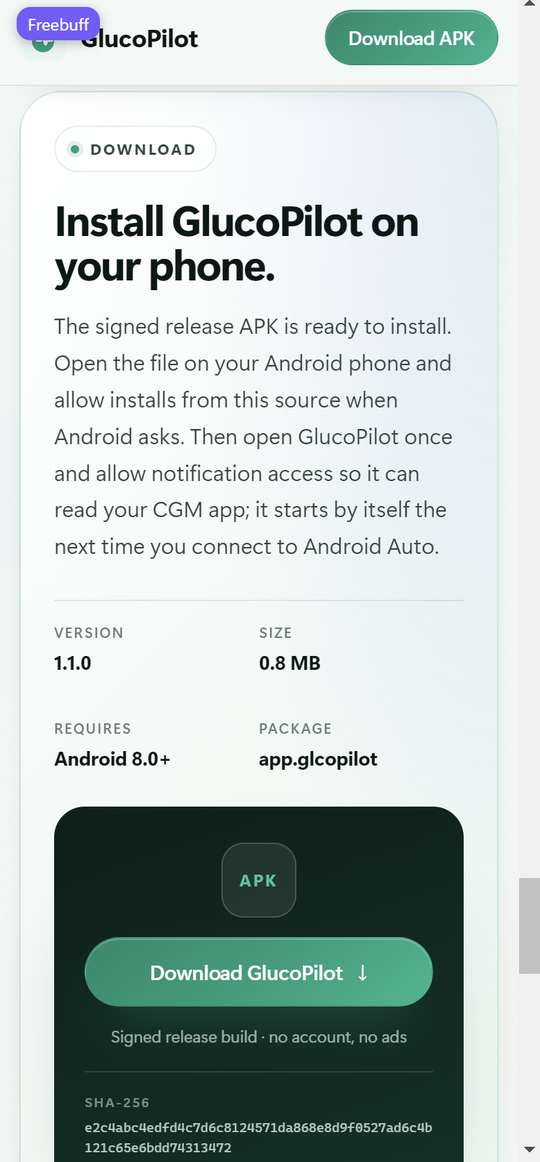 Freebuff
GlucoPilot
Download APK
DOWNLOAD
Install GlucoPilot on
your phone.
The signed release APK is ready to install.
Open the file on your Android phone and
allow installs from this source when
Android asks. Then open GlucoPilot once
and allow notification access so it can
read your CGM app; it starts by itself the
next time you connect to Android Auto.
VERSION
1.1.0
SIZE
0.8 MB
REQUIRES
Android 8.0+
PACKAGE
app.glcopilot
APK
Download GlucoPilot ↓
Signed release build · no account, no ads
SHA-256
e2c4abc4edfd4c7d6c8124571da868e8d9f0527ad6c4b
121c65e6bdd74313472